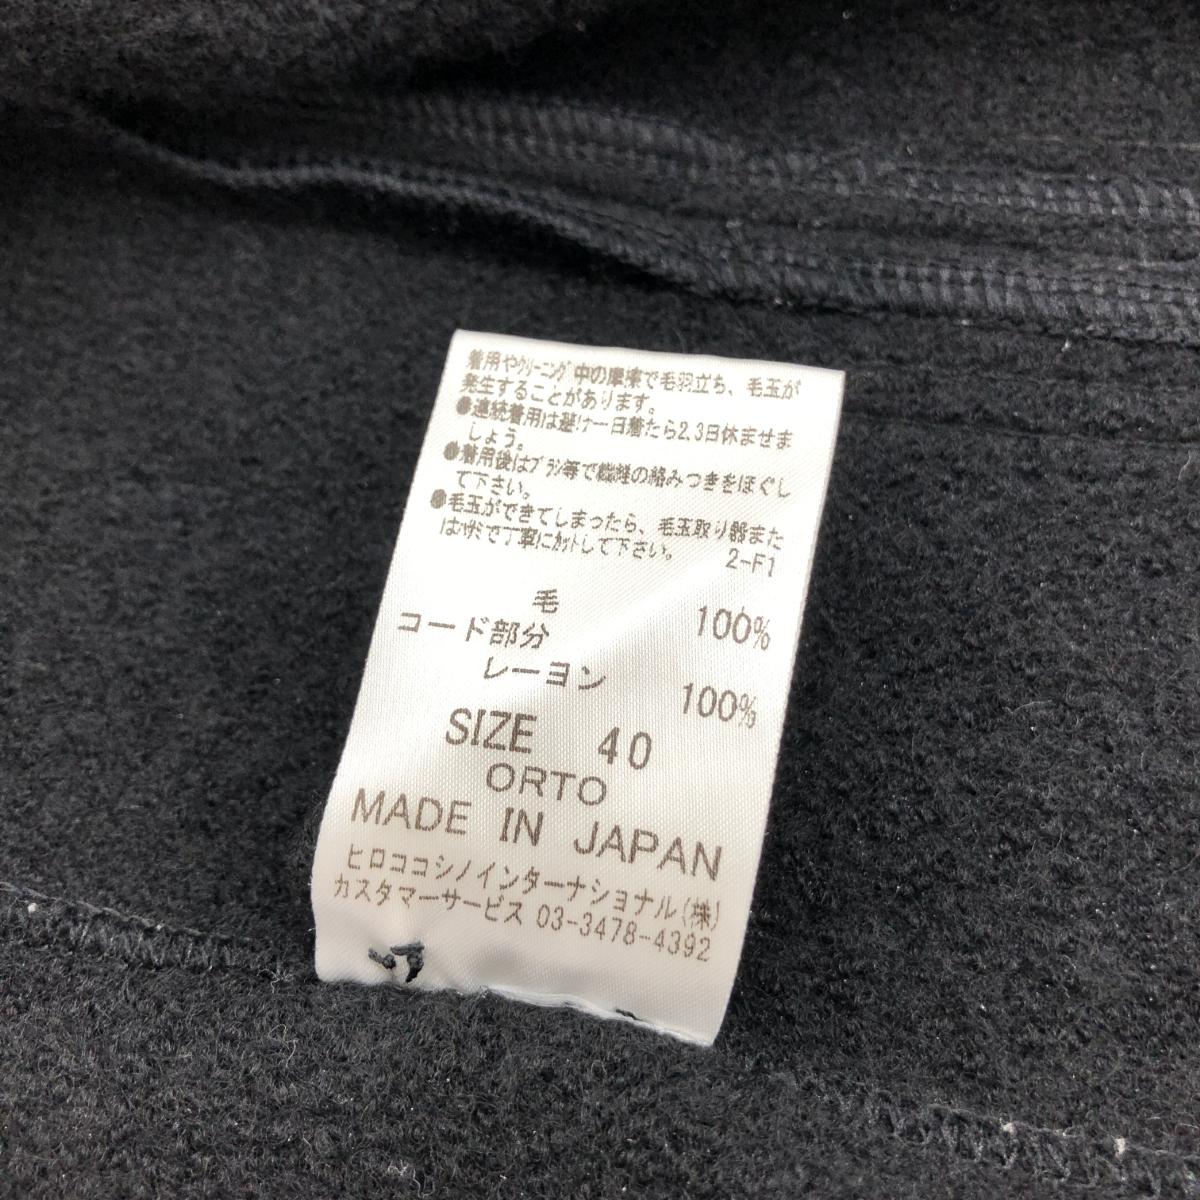 着用やクリーニング中の摩擦で毛羽立ち、毛玉が
発生することがあります。
●連続着用は避け一日着たら2,3日休ませま
しょう。
●着用後はブラシ等で繊維の絡みつきをほぐし
て下さい。
●毛玉ができてしまったら、毛玉取り器また
はハサミで丁寧にカットして下さい。 2-F1
毛 100%
コード部分
レーヨン 100%
SIZE 40
ORTO
MADE IN JAPAN
ヒロココシノインターナショナル(株)
カスタマーサービス 03-3478-4392